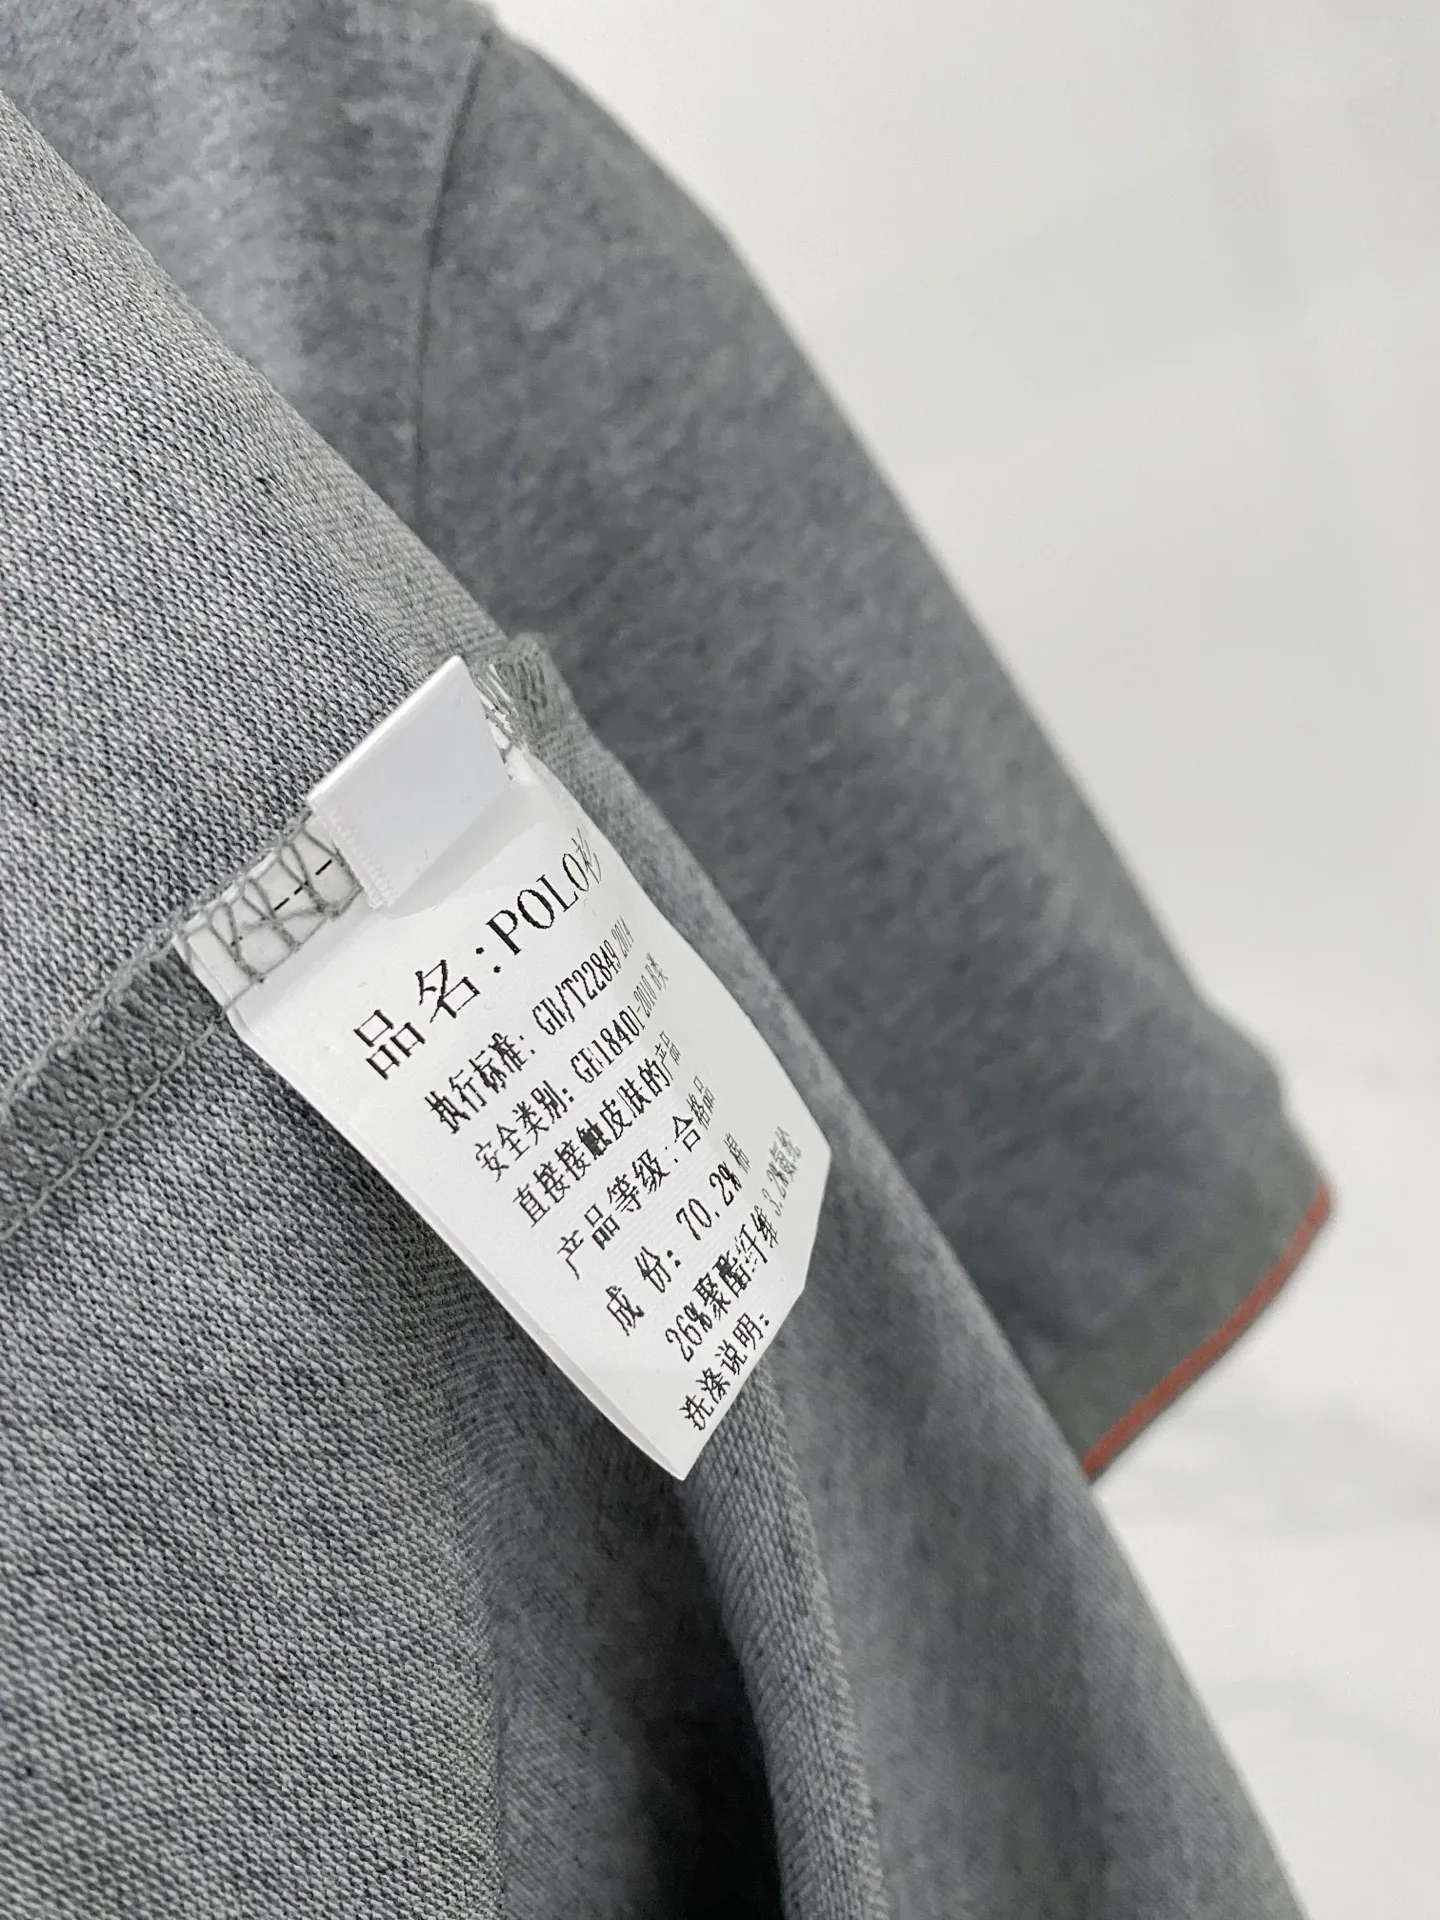 品名:POLO衫
执行标准: GB/T22849-2014
安全类别: GB18401-2010 B类
直接接触皮肤的产品
产品等级:合格品
成 份: 70.2% 棉
26%聚酯纤维 3.2%氨纶
洗涤说明: